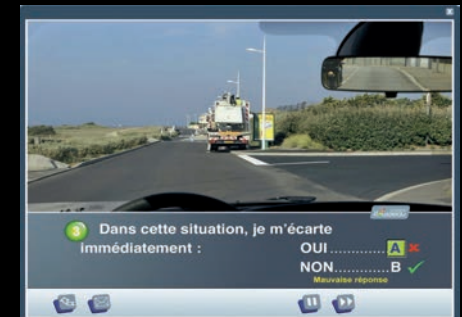 3 Dans cette situation, je m'écarte
immédiatement :
OUI.............A
NON.............B
Mauvaise réponse